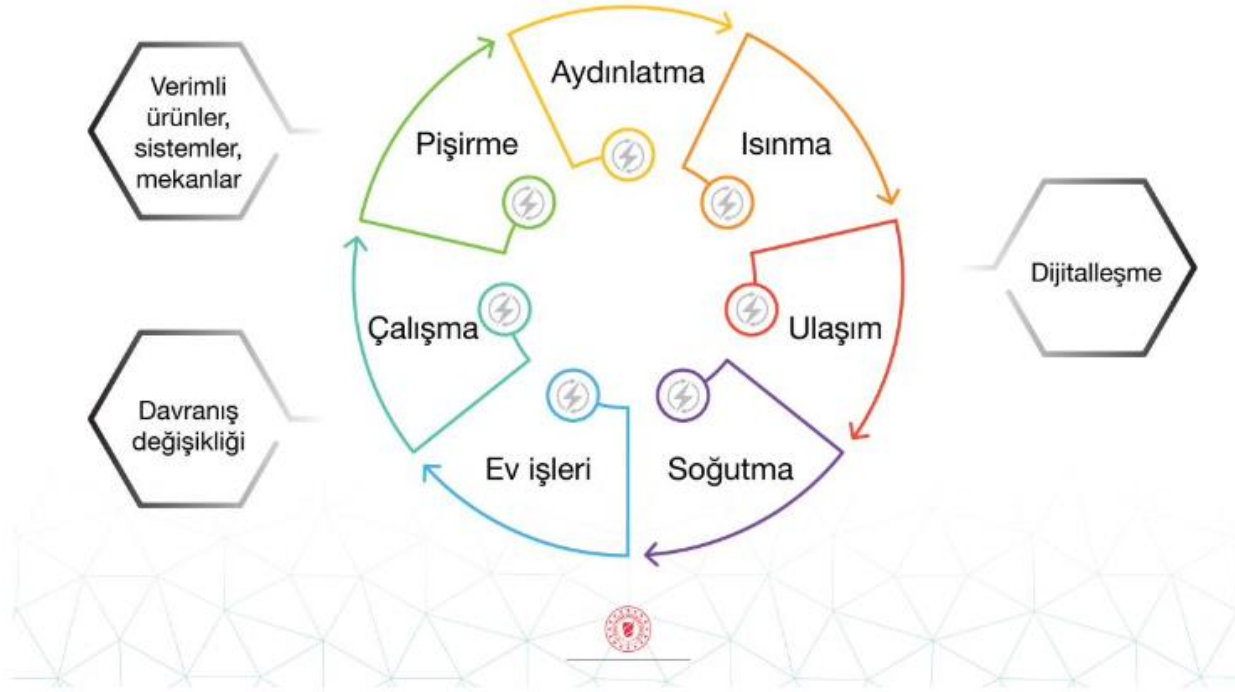 Verimli
ürünler,
sistemler,
mekanlar
Davranış
değişikliği
Aydınlatma
Isınma
Ulaşım
Soğutma
Ev işleri
Çalışma
Pişirme
Dijitalleşme